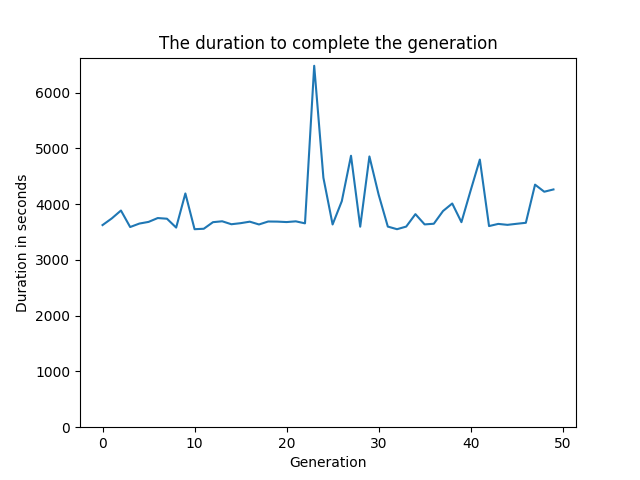 The duration to complete the generation
Duration in seconds
6000
5000
4000
3000
2000
1000
0
0 10 20 30 40 50
Generation